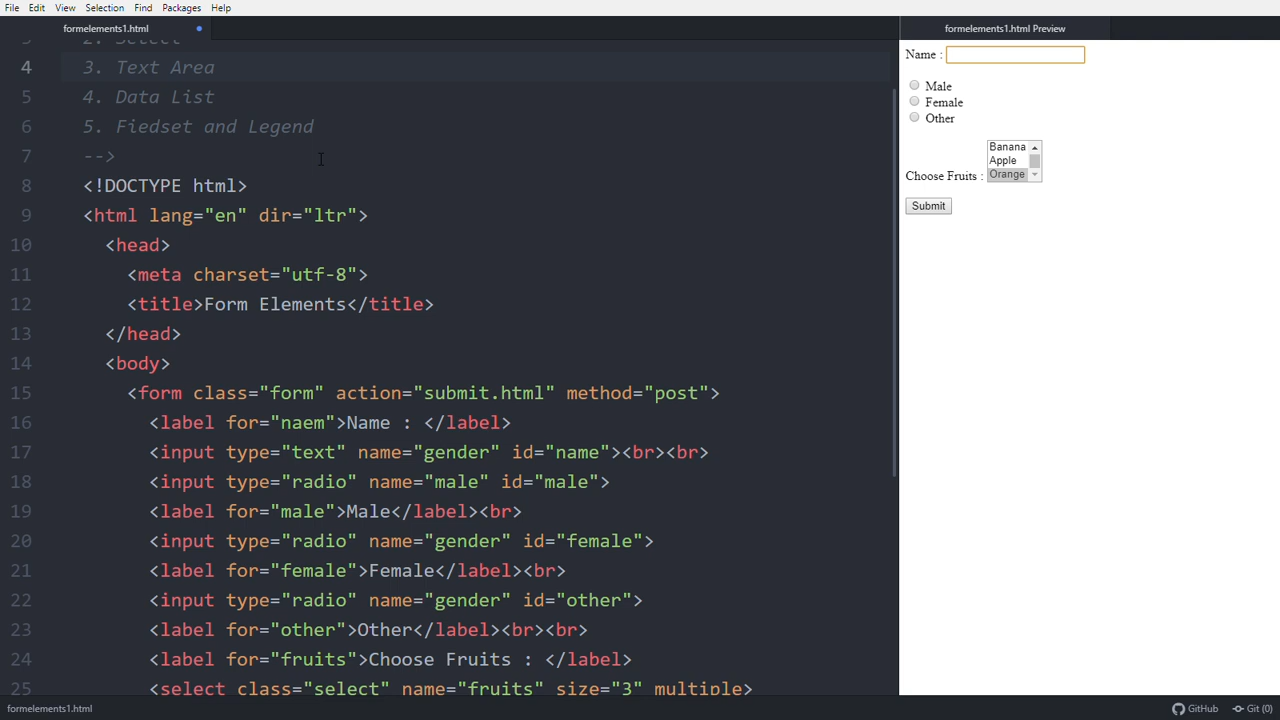 File Edit View Selection Find Packages Help
formelements1.html
formelements1.html Preview
3 2. Select
4 3. Text Area
5 4. Data List
6 5. Fiedset and Legend
7 -->
8 <!DOCTYPE html>
9 <html lang="en" dir="ltr">
10 <head>
11 <meta charset="utf-8">
12 <title>Form Elements</title>
13 </head>
14 <body>
15 <form class="form" action="submit.html" method="post">
16 <label for="naem">Name : </label>
17 <input type="text" name="gender" id="name"><br><br>
18 <input type="radio" name="male" id="male">
19 <label for="male">Male</label><br>
20 <input type="radio" name="gender" id="female">
21 <label for="female">Female</label><br>
22 <input type="radio" name="gender" id="other">
23 <label for="other">Other</label><br><br>
24 <label for="fruits">Choose Fruits : </label>
25 <select class="select" name="fruits" size="3" multiple>
Name :
Male
Female
Other
Banana
Apple
Orange
Choose Fruits :
Submit
formelements1.html
GitHub
Git (0)